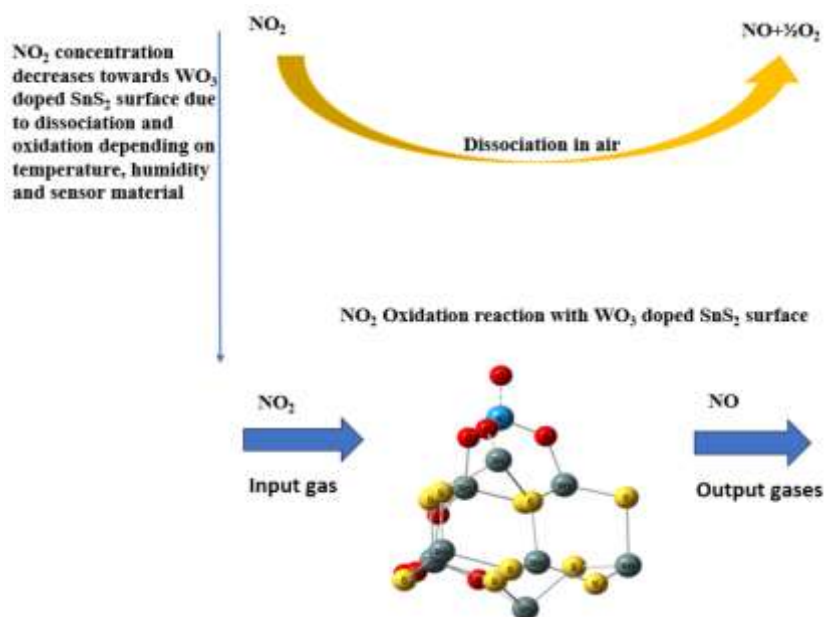 NO₂
NO+½O₂
NO₂ concentration
decreases towards WO₃
doped SnS₂ surface due
to dissociation and
oxidation depending on
temperature, humidity
and sensor material
Dissociation in air
NO₂ Oxidation reaction with WO₃ doped SnS₂ surface
NO₂
NO
Input gas
Output gases